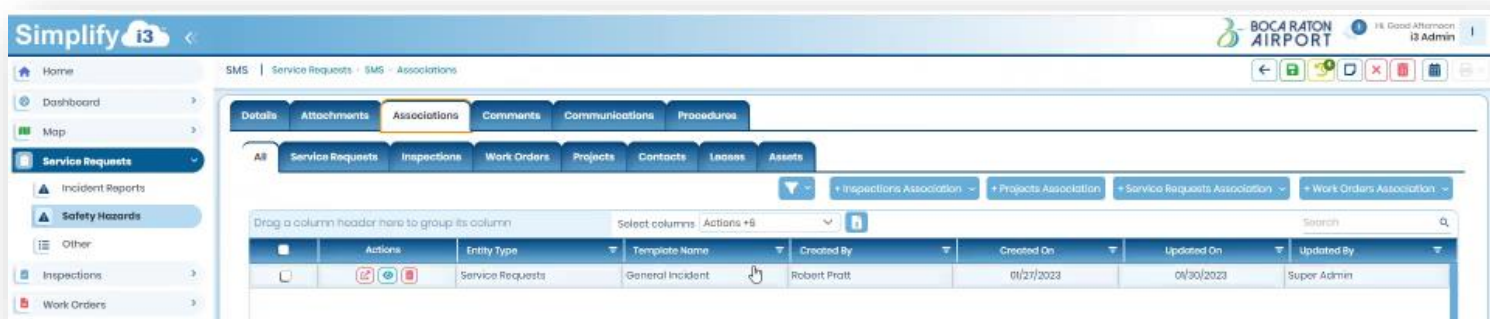 Simplify i3 «
BOCA RATON AIRPORT
Hi, Good Afternoon
i3 Admin
I
Home
SMS | Service Requests - SMS - Associations
Dashboard
Map
Service Requests
Incident Reports
Safety Hazards
Other
Inspections
Work Orders
Details Attachments Associations Comments Communications Procedures
All Service Requests Inspections Work Orders Projects Contacts Leases Assets
+ Inspections Association + Projects Association + Service Requests Association + Work Orders Association
Drag a column header here to group its column Select columns Actions +6 Search
Actions Entity Type Template Name Created By Created On Updated On Updated By
Service Requests General Incident Robert Pratt 01/27/2023 01/30/2023 Super Admin